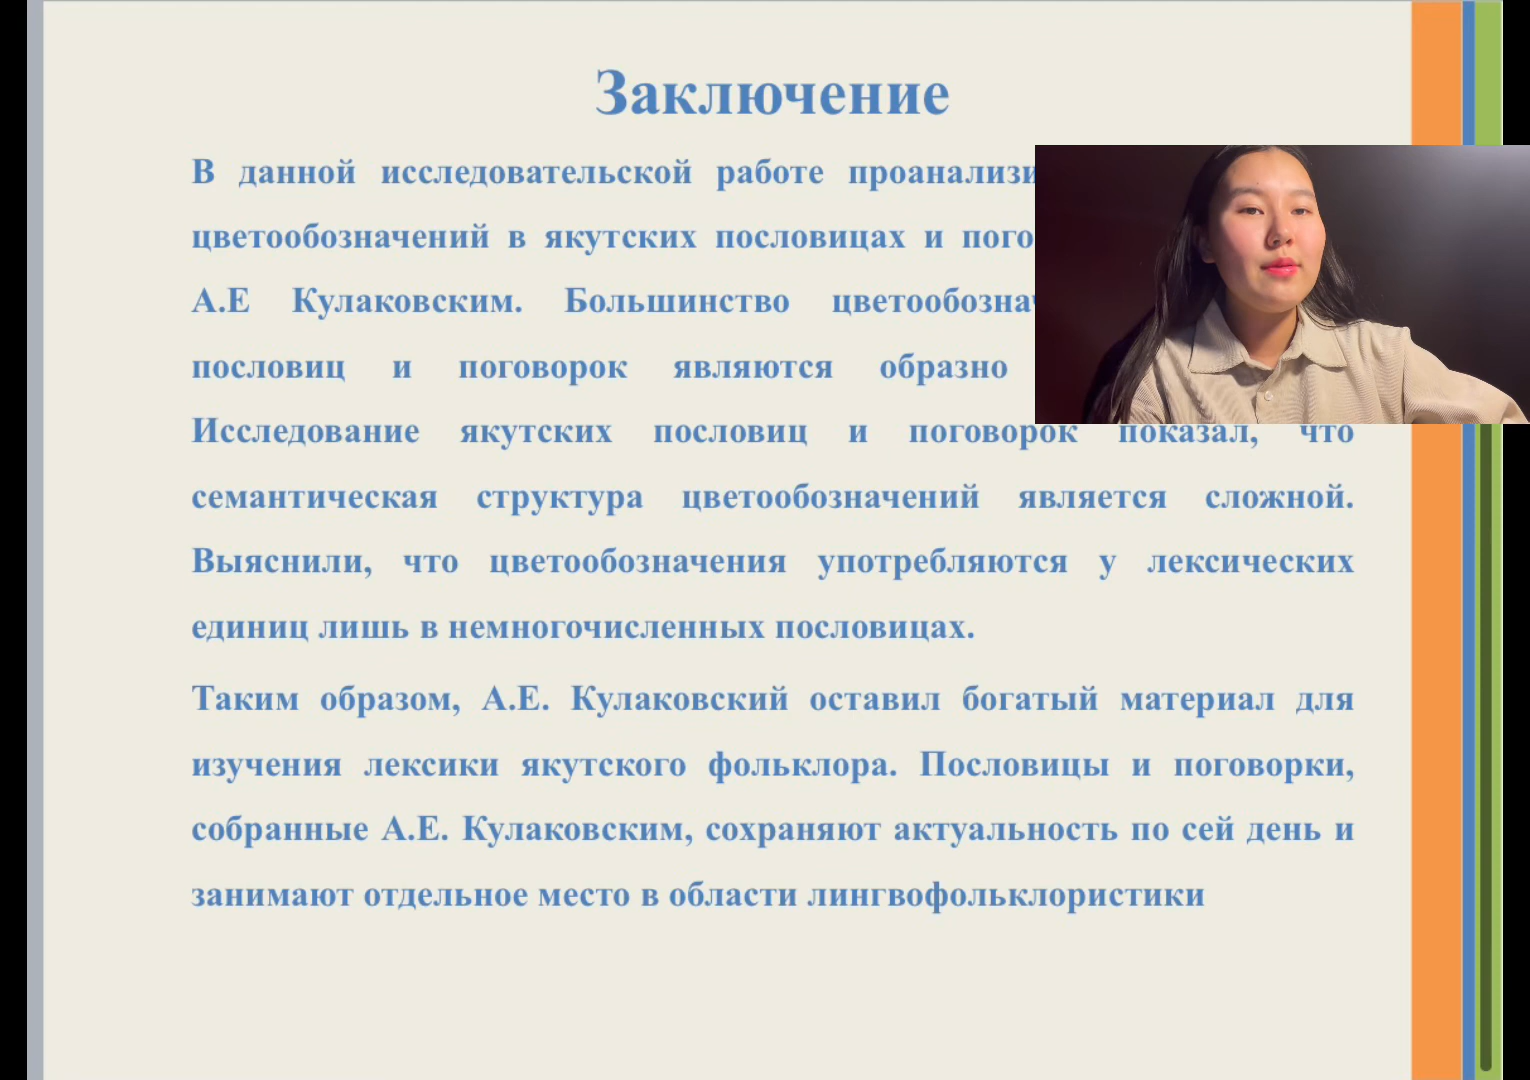 Заключение
В данной исследовательской работе
цветообозначений в якутских пословицах и
А.Е Кулаковским. Большинство
пословиц и поговорок являются образно
Исследование якутских пословиц и поговорок показал, что
семантическая структура цветообозначений является сложной.
Выяснили, что цветообозначения употребляются у лексических
единиц лишь в немногочисленных пословицах.
Таким образом, А.Е. Кулаковский оставил богатый материал для
изучения лексики якутского фольклора. Пословицы и поговорки,
собранные А.Е. Кулаковским, сохраняют актуальность по сей день и
занимают отдельное место в области лингвофольклористики